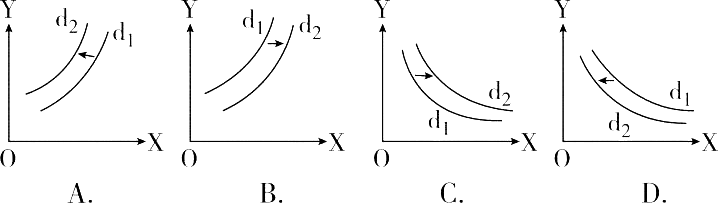 Y d₂ d₁ O X
Y d₁ d₂ O X
Y d₂ d₁ O X
Y d₁ d₂ O X
A. B. C. D.